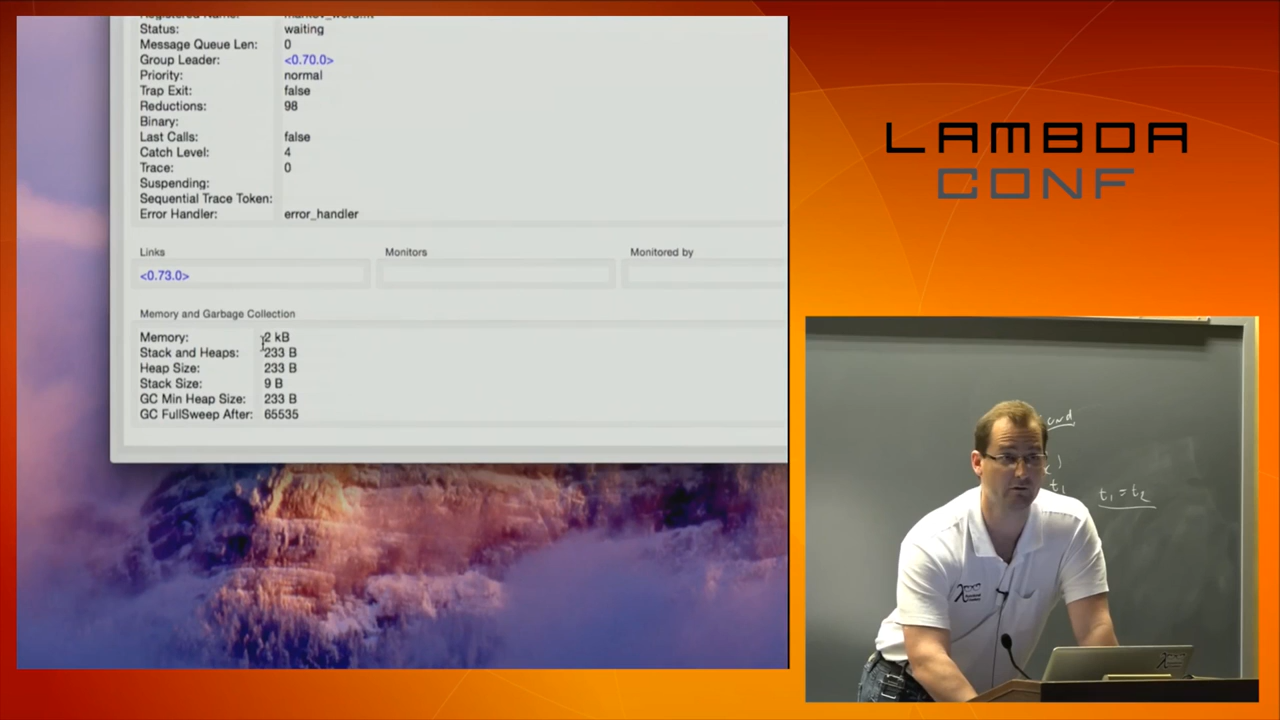 Status: waiting
Message Queue Len: 0
Group Leader: <0.70.0>
Priority: normal
Trap Exit: false
Reductions: 98
Binary:
Last Calls: false
Catch Level: 4
Trace: 0
Suspending:
Sequential Trace Token:
Error Handler: error_handler
Links Monitors Monitored by
<0.73.0>
Memory and Garbage Collection
Memory: 2 kB
Stack and Heaps: 233 B
Heap Size: 233 B
Stack Size: 9 B
GC Min Heap Size: 233 B
GC FullSweep After: 65535
LAMBDA
CONF
t₁ = t₂